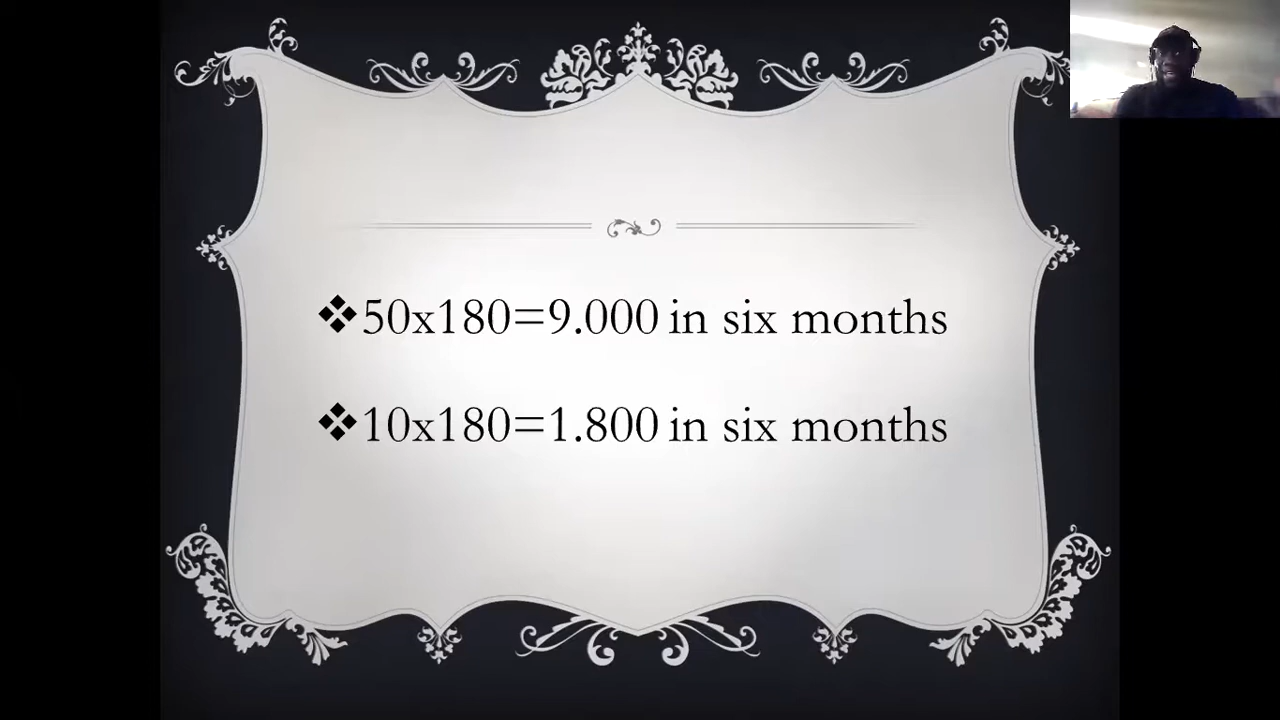 ❖50x180=9.000 in six months
❖10x180=1.800 in six months